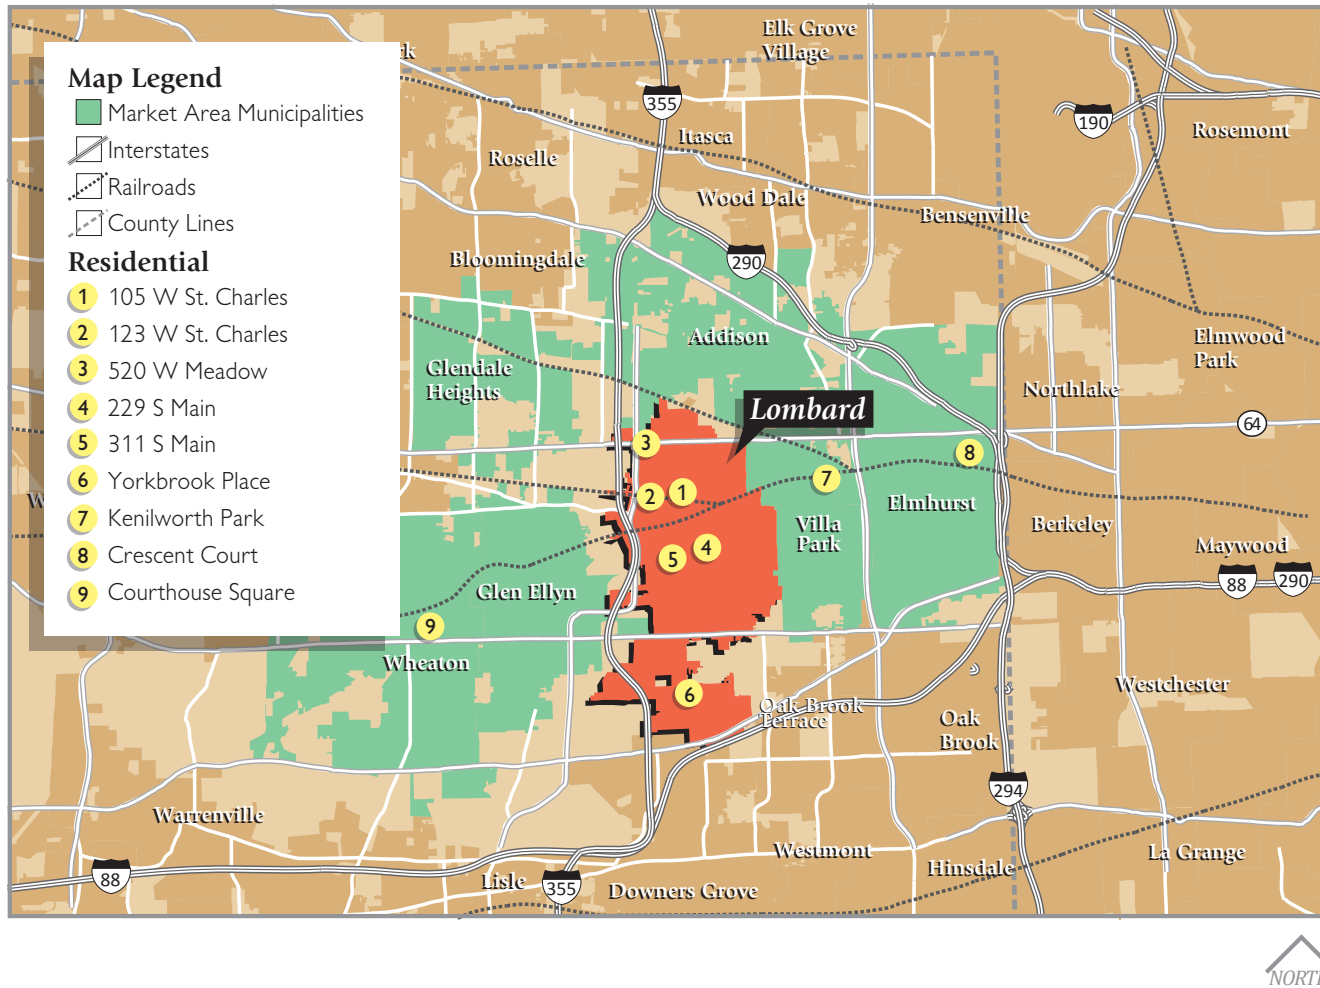 Map Legend
Market Area Municipalities
Interstates
Railroads
County Lines
Residential
1 105 W St. Charles
2 123 W St. Charles
3 520 W Meadow
4 229 S Main
5 311 S Main
6 Yorkbrook Place
7 Kenilworth Park
8 Crescent Court
9 Courthouse Square
Elk Grove
Village
rk
355
190
Rosemont
Itasca
Roselle
Wood Dale
Bensenville
Bloomingdale
290
Addison
Elmwood
Park
Glendale
Heights
Northlake
Lombard
64
3
8
7
2
1
Elmhurst
Villa
Park
Berkeley
W
5
4
Maywood
88
290
Glen Ellyn
9
Wheaton
6
Westchester
Oak Brook
Terrace
Oak
Brook
294
Warrenville
Westmont
La Grange
Hinsdale
88
Lisle
355
Downers Grove
NORTH